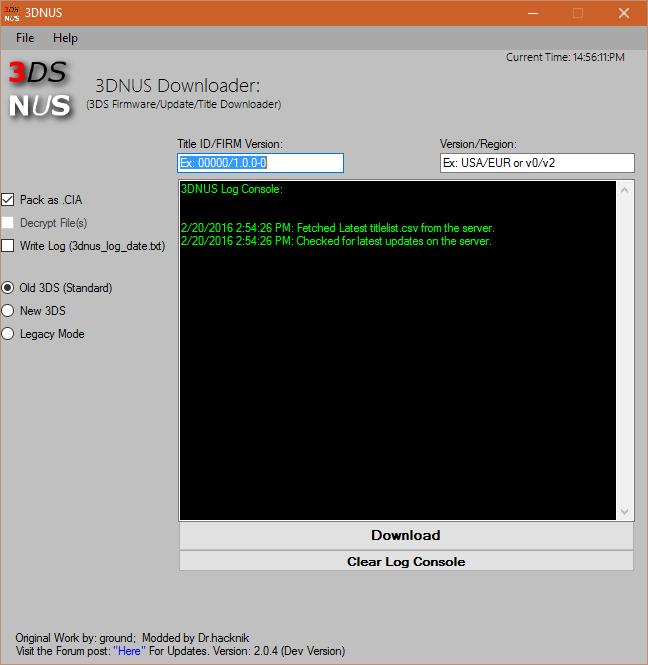 3DS
NUS
3DNUS
File Help
Current Time: 14:56:11:PM
3DS
NUS
3DNUS Downloader:
(3DS Firmware/Update/Title Downloader)
Title ID/FIRM Version:
Version/Region:
Ex: 00000/1.0.0-0
Ex: USA/EUR or v0/v2
Pack as .CIA
Decrypt File(s)
Write Log (3dnus_log_date.txt)
Old 3DS (Standard)
New 3DS
Legacy Mode
3DNUS Log Console:
2/20/2016 2:54:26 PM: Fetched Latest titlelist.csv from the server.
2/20/2016 2:54:26 PM: Checked for latest updates on the server.
Download
Clear Log Console
Original Work by: ground;  Modded by Dr.hacknik
Visit the Forum post: "Here" For Updates. Version: 2.0.4 (Dev Version)